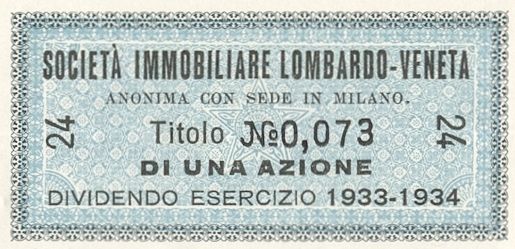 SOCIETÀ IMMOBILIARE LOMBARDO-VENETA
ANONIMA CON SEDE IN MILANO.
24
Titolo №0,073
24
DI UNA AZIONE
DIVIDENDO ESERCIZIO 1933-1934